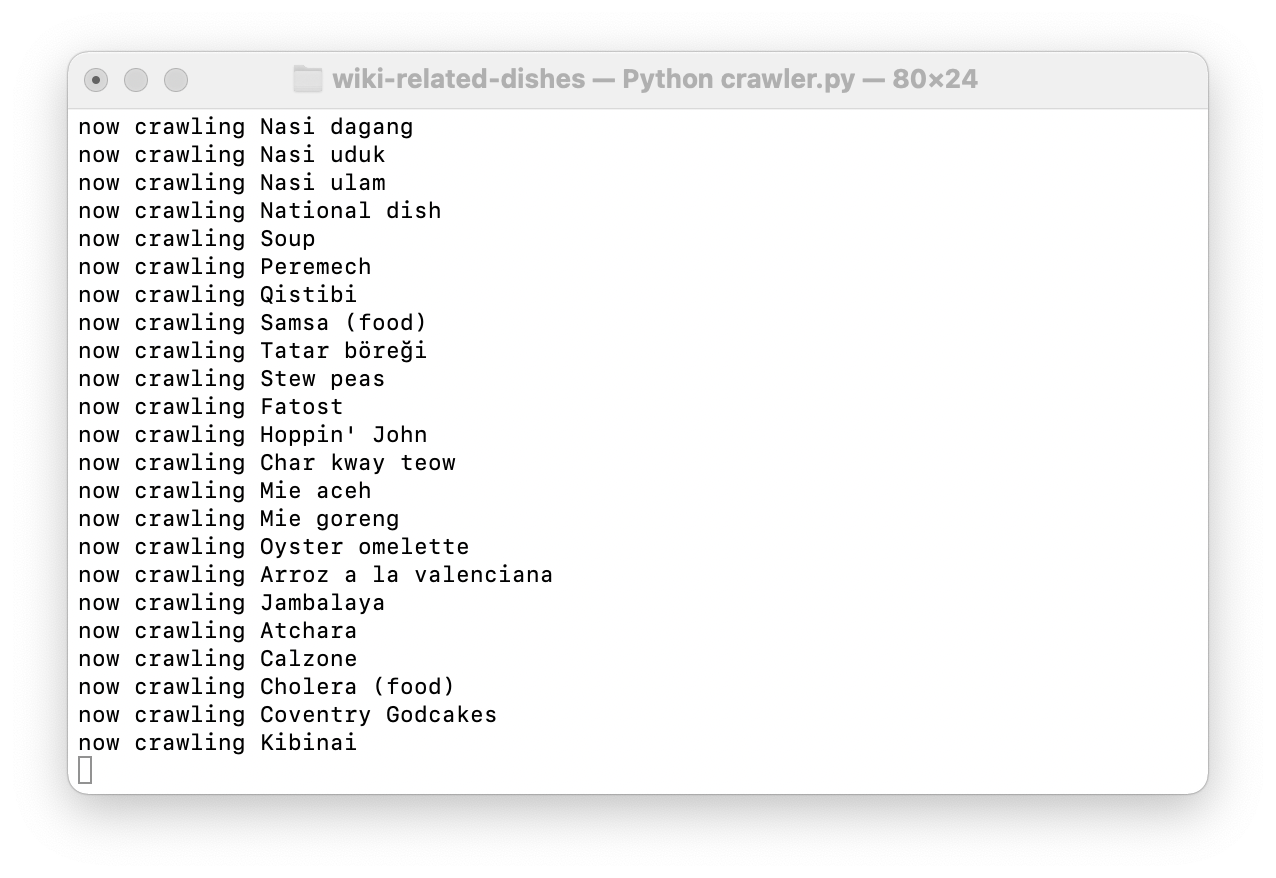 wiki-related-dishes — Python crawler.py — 80×24
now crawling Nasi dagang
now crawling Nasi uduk
now crawling Nasi ulam
now crawling National dish
now crawling Soup
now crawling Peremech
now crawling Qistibi
now crawling Samsa (food)
now crawling Tatar böreği
now crawling Stew peas
now crawling Fatost
now crawling Hoppin' John
now crawling Char kway teow
now crawling Mie aceh
now crawling Mie goreng
now crawling Oyster omelette
now crawling Arroz a la valenciana
now crawling Jambalaya
now crawling Atchara
now crawling Calzone
now crawling Cholera (food)
now crawling Coventry Godcakes
now crawling Kibinai